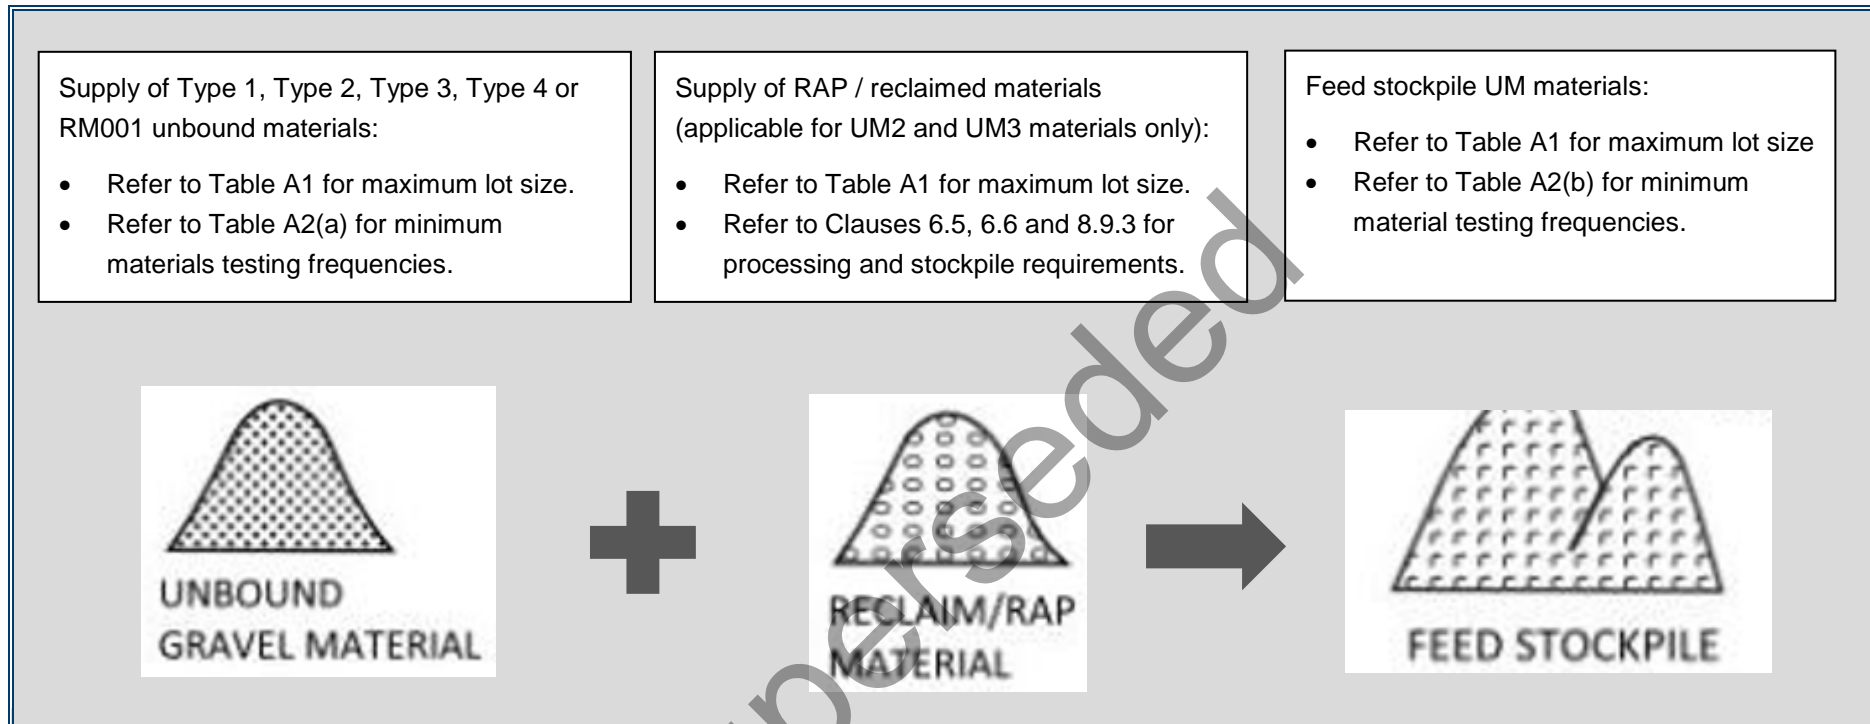 Supply of Type 1, Type 2, Type 3, Type 4 or
RM001 unbound materials:
• Refer to Table A1 for maximum lot size.
• Refer to Table A2(a) for minimum
materials testing frequencies.
Supply of RAP / reclaimed materials
(applicable for UM2 and UM3 materials only):
• Refer to Table A1 for maximum lot size.
• Refer to Clauses 6.5, 6.6 and 8.9.3 for
processing and stockpile requirements.
Feed stockpile UM materials:
• Refer to Table A1 for maximum lot size
• Refer to Table A2(b) for minimum
material testing frequencies.
UNBOUND
GRAVEL MATERIAL
RECLAIM/RAP
MATERIAL
FEED STOCKPILE
perseded